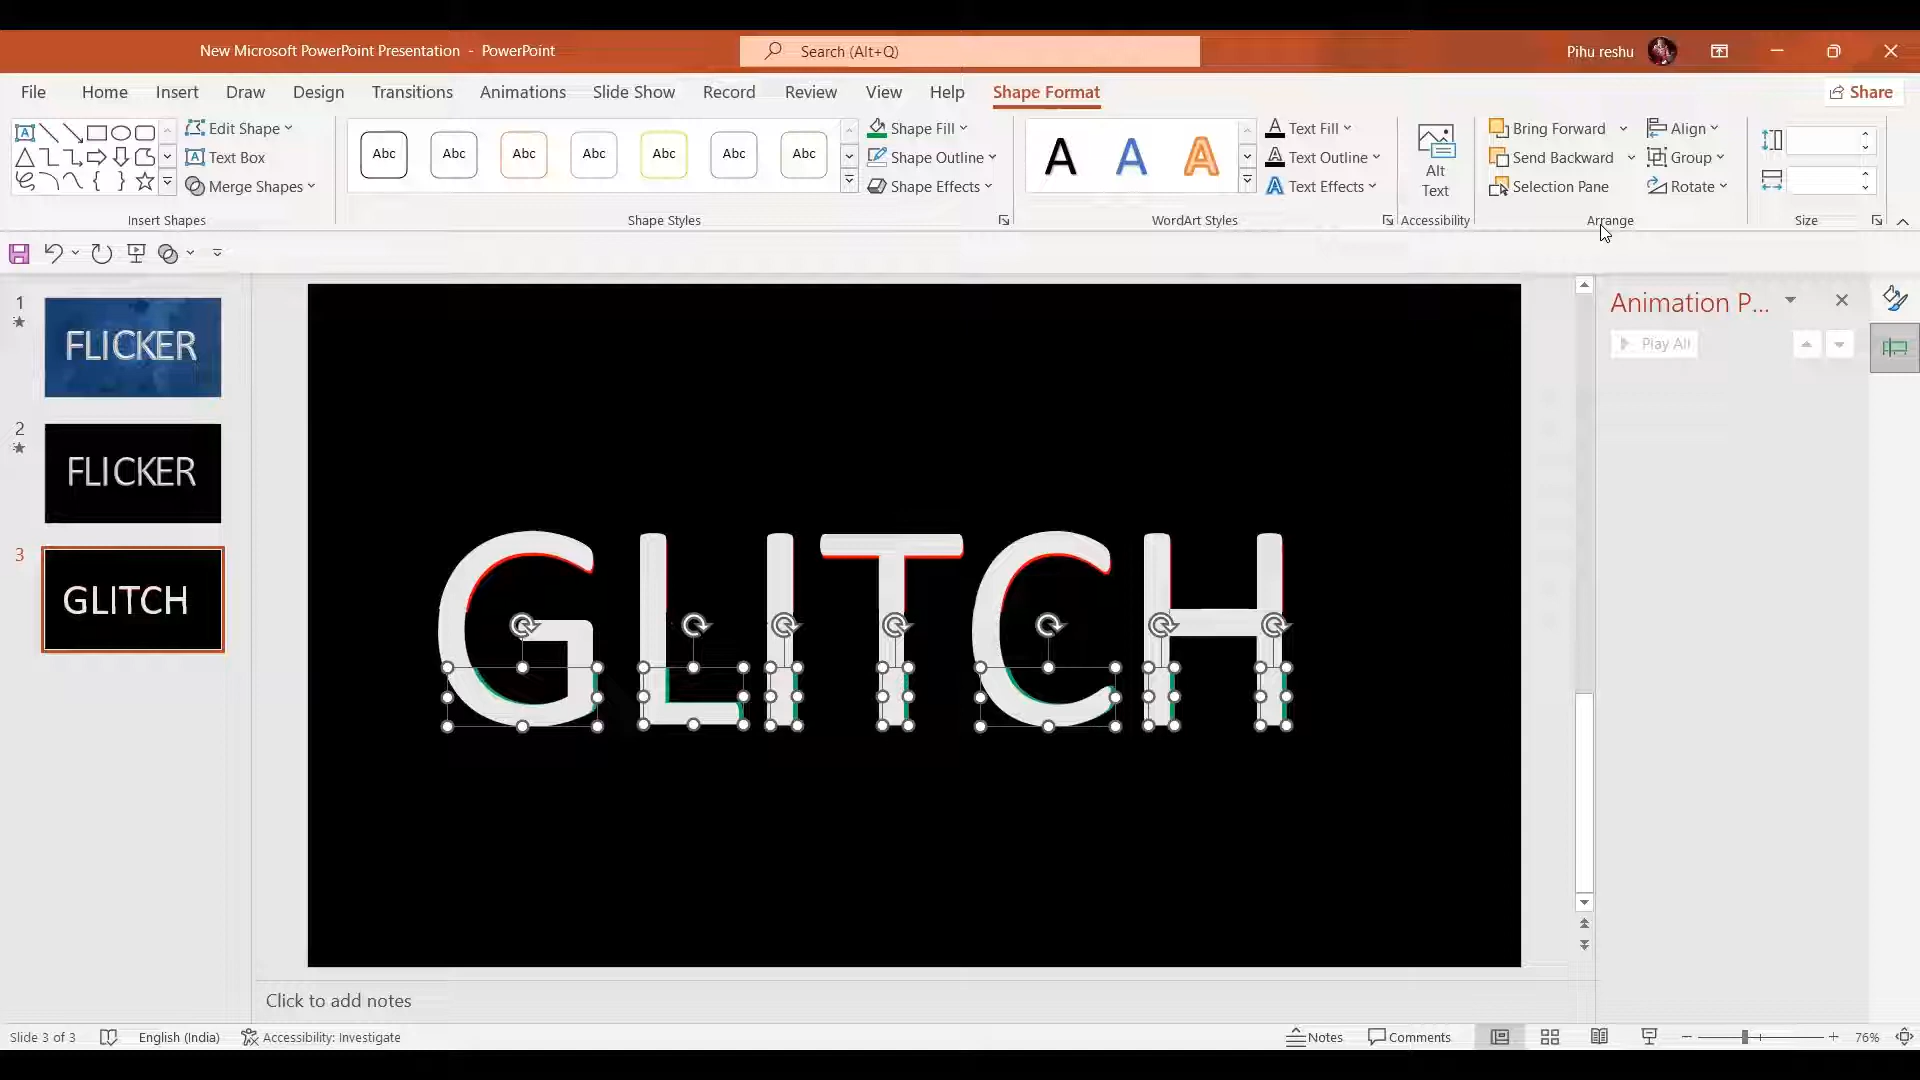 New Microsoft PowerPoint Presentation - PowerPoint
Search (Alt+Q)
Pihu reshu
File Home Insert Draw Design Transitions Animations Slide Show Record Review View Help Shape Format
Share
Edit Shape
Text Box
Merge Shapes
Insert Shapes
Abc Abc Abc Abc Abc Abc Abc
Shape Fill
Shape Outline
Shape Effects
Shape Styles
A A A
Text Fill
Text Outline
Text Effects
WordArt Styles
Alt
Text
Accessibility
Bring Forward
Send Backward
Selection Pane
Align
Group
Rotate
Arrange
Size
1
FLICKER
2
FLICKER
3
GLITCH
GLITCH
Animation P...
Play All
Click to add notes
Slide 3 of 3
English (India)
Accessibility: Investigate
Notes
Comments
76%